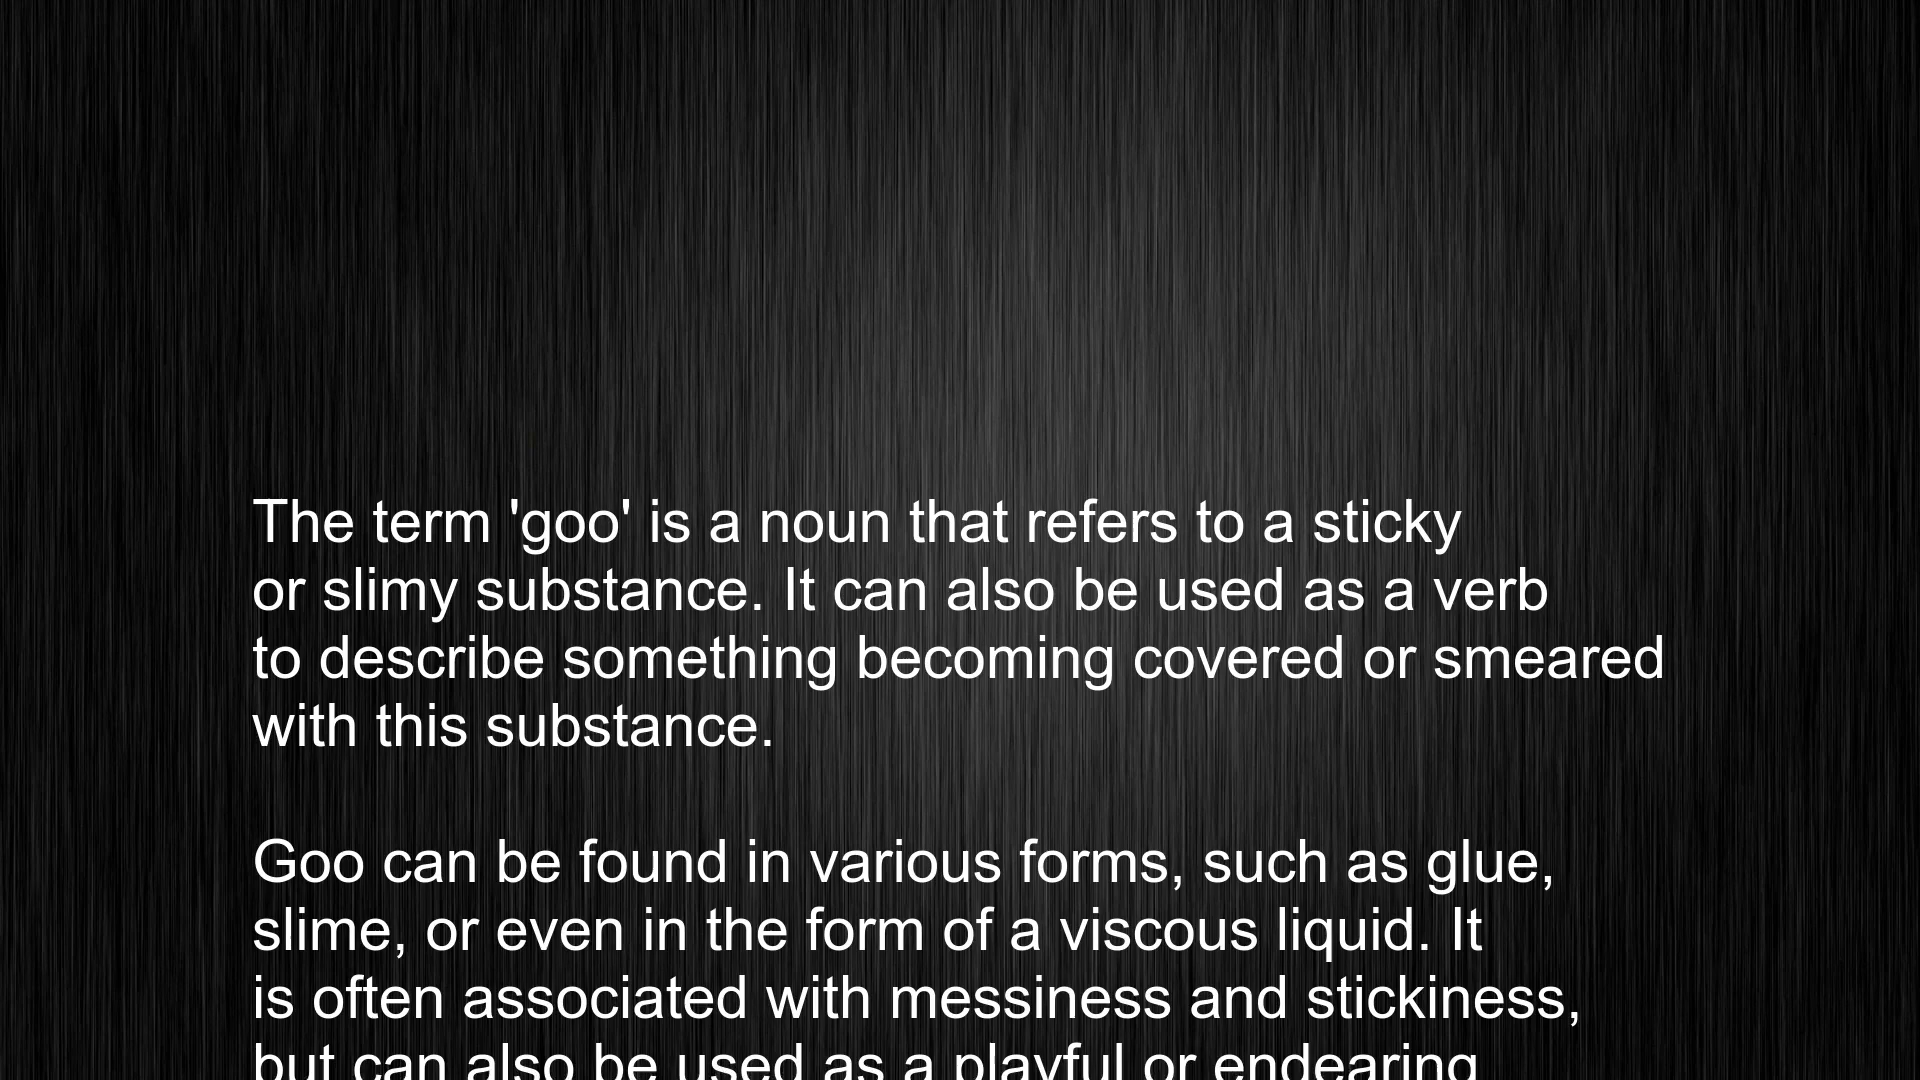 The term 'goo' is a noun that refers to a sticky
or slimy substance. It can also be used as a verb
to describe something becoming covered or smeared
with this substance.
Goo can be found in various forms, such as glue,
slime, or even in the form of a viscous liquid. It
is often associated with messiness and stickiness,
but can also be used as a playful or endearing